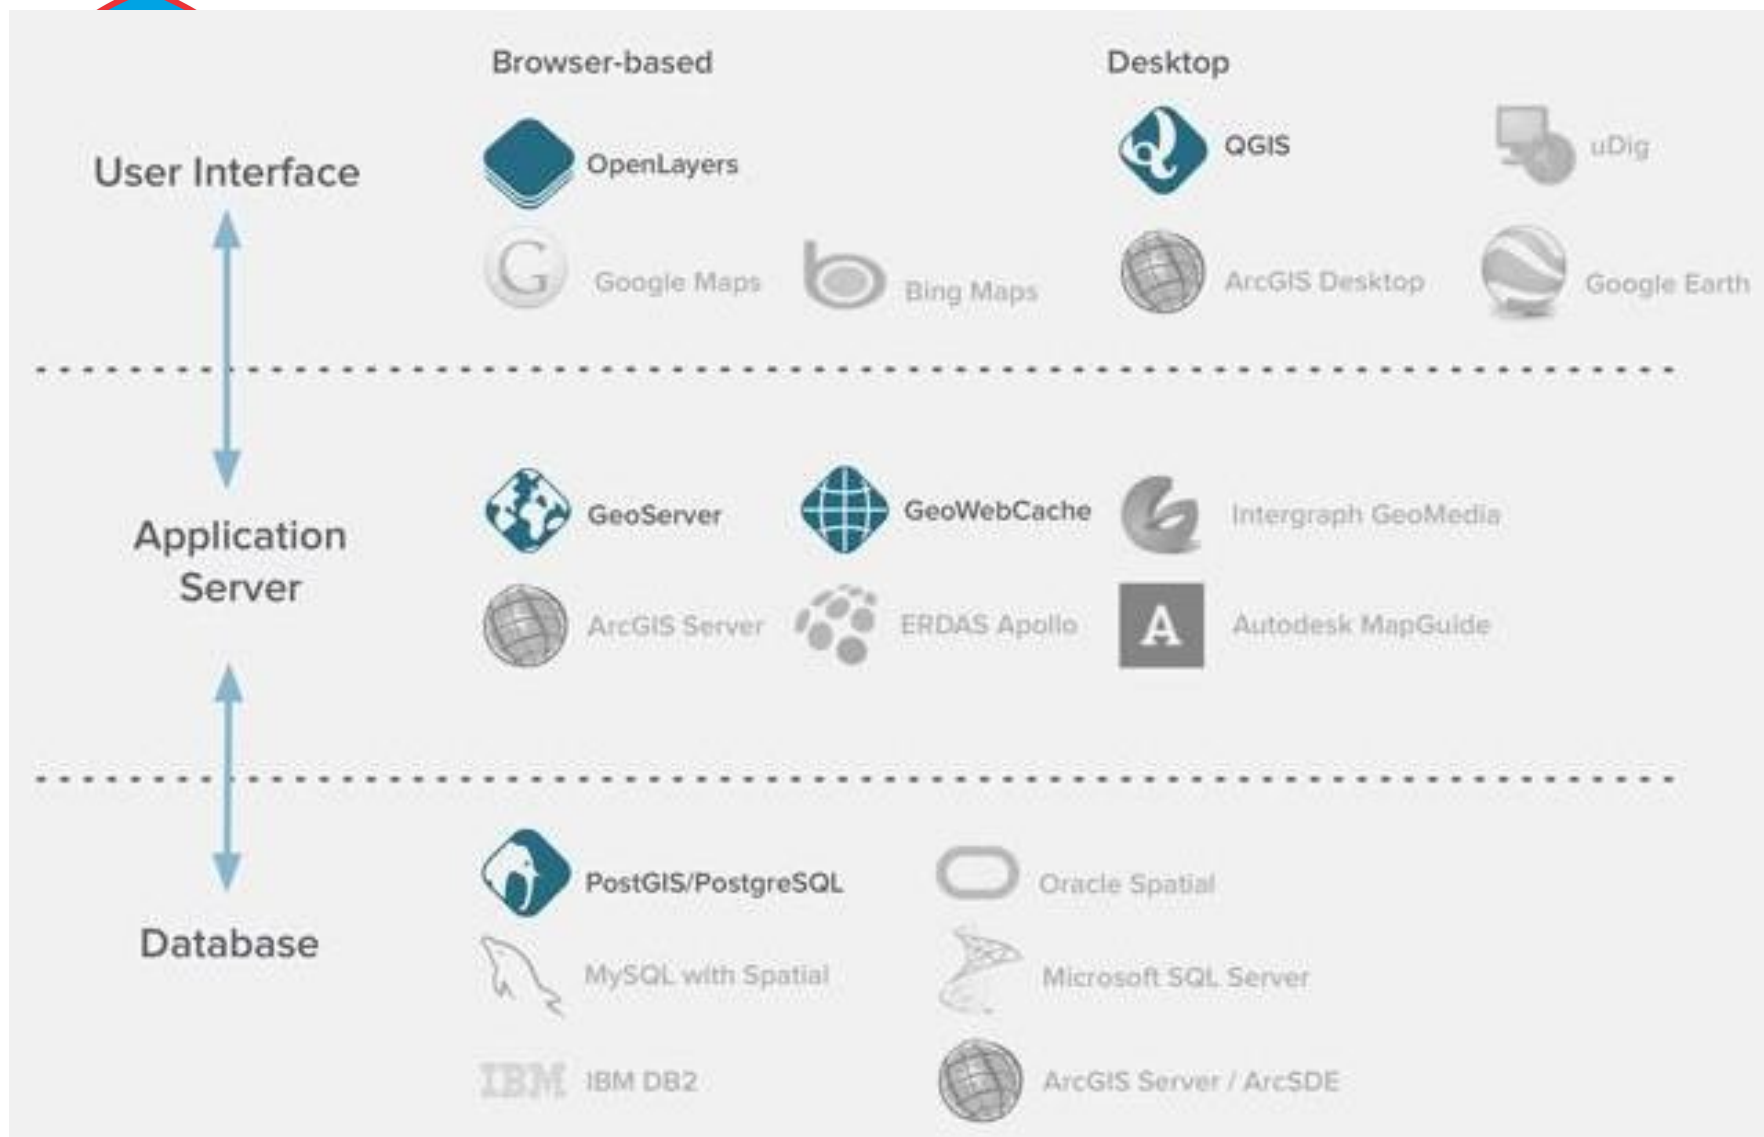 Browser-based
Desktop
User Interface
OpenLayers
QGIS
uDig
G
Google Maps
b
Bing Maps
ArcGIS Desktop
Google Earth
Application
Server
GeoServer
GeoWebCache
Intergraph GeoMedia
ArcGIS Server
ERDAS Apollo
A
Autodesk MapGuide
Database
PostGIS/PostgreSQL
Oracle Spatial
MySQL with Spatial
Microsoft SQL Server
IBM
IBM DB2
ArcGIS Server / ArcSDE